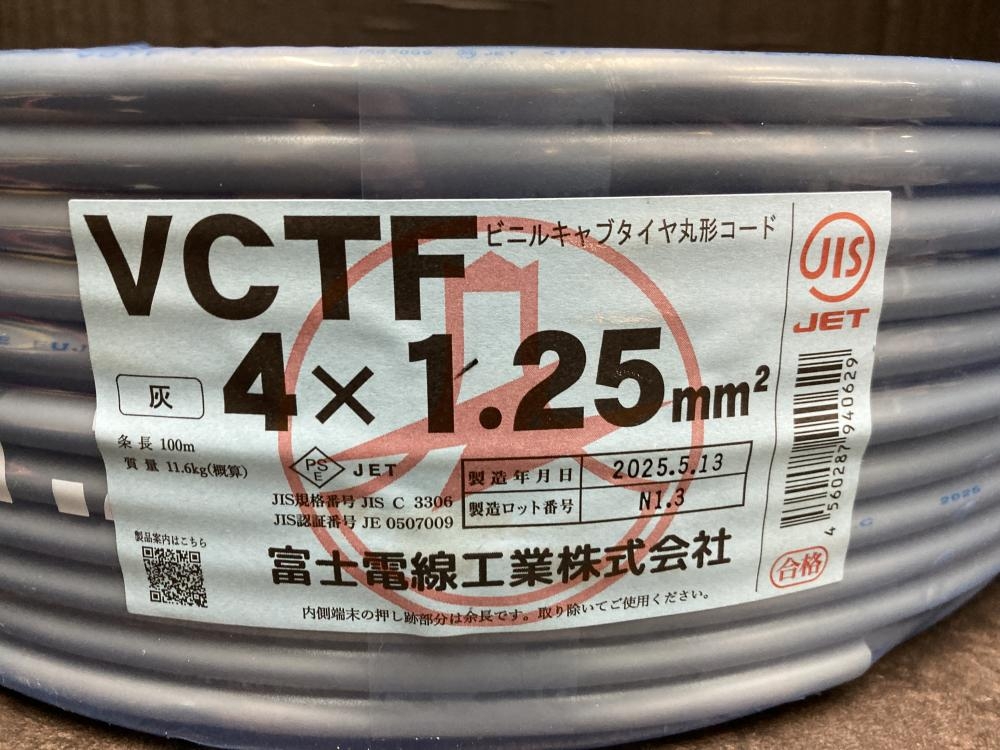 VCTF
ビニルキャブタイヤ丸形コード
4×1.25mm²
灰
条長 100m
質量 11.6kg(概算)
PS
E
JET
JIS規格番号 JIS C 3306
JIS認証番号 JE 0507009
製造年月日 2025.5.13
製造ロット番号 N1.3
製品案内はこちら
富士電線工業株式会社
内側端末の押し跡部分は余長です。取り除いてご使用ください。
JIS
JET
4 560287 940629
合格
2025